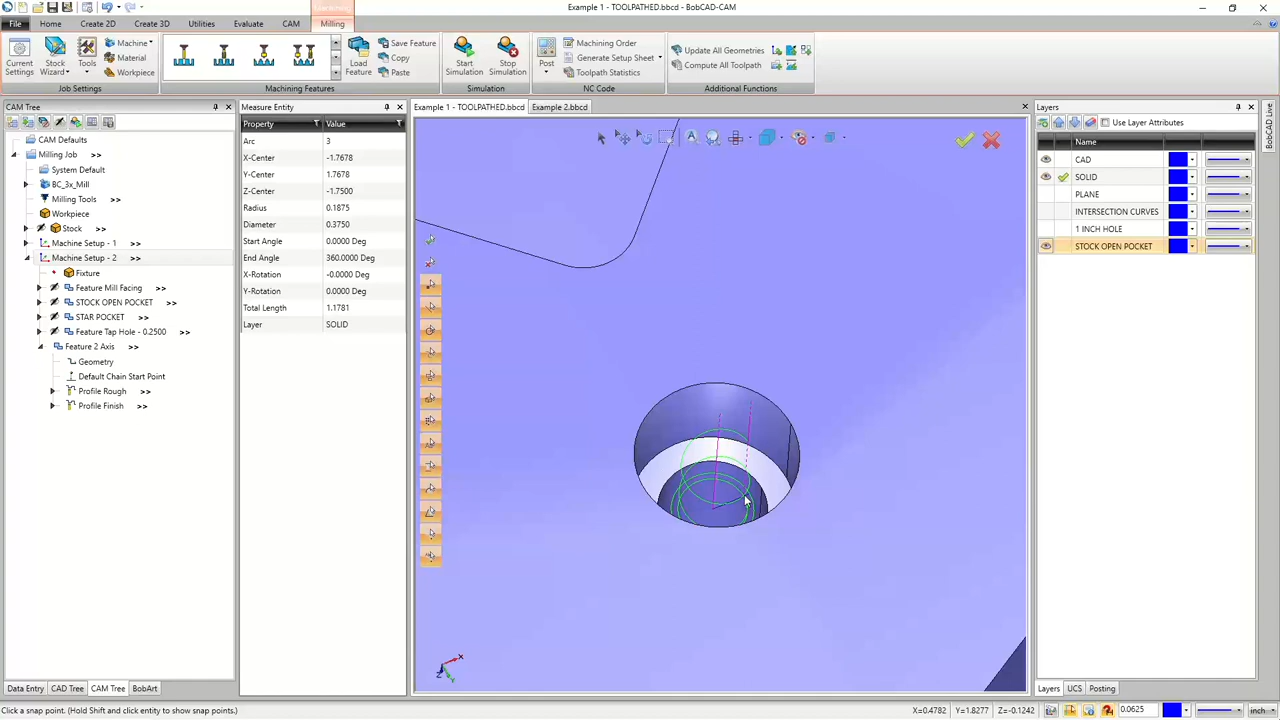 Example 1 - TOOLPATHED.bbcd - BobCAD-CAM
File Home Create 2D Create 3D Utilities Evaluate CAM Milling
Current Settings
Stock Wizard
Tools
Machine
Material
Workpiece
Load Feature
Save Feature
Copy
Paste
Start Simulation
Stop Simulation
Post
Machining Order
Generate Setup Sheet
Toolpath Statistics
Update All Geometries
Compute All Toolpath
Job Settings
Machining Features
Simulation
NC Code
Additional Functions
CAM Tree
CAM Defaults
Milling Job >>
System Default
BC_3x_Mill
Milling Tools >>
Workpiece
Stock >>
Machine Setup - 1 >>
Machine Setup - 2 >>
Fixture
Feature Mill Facing >>
STOCK OPEN POCKET >>
STAR POCKET >>
Feature Tap Hole - 0.2500 >>
Feature 2 Axis >>
Geometry
Default Chain Start Point
Profile Rough >>
Profile Finish >>
Data Entry CAD Tree CAM Tree BobArt
Measure Entity
Property Value
Arc 3
X-Center -1.7678
Y-Center 1.7678
Z-Center -1.7500
Radius 0.1875
Diameter 0.3750
Start Angle 0.0000 Deg
End Angle 360.0000 Deg
X-Rotation -0.0000 Deg
Y-Rotation 0.0000 Deg
Total Length 1.1781
Layer SOLID
Example 1 - TOOLPATHED.bbcd Example 2.bbcd
X
Y
Z
Layers
Use Layer Attributes
Name
CAD
SOLID
PLANE
INTERSECTION CURVES
1 INCH HOLE
STOCK OPEN POCKET
Layers UCS Posting
BobCAD Live
Click a snap point. (Hold Shift and click entity to show snap points.)
X=0.4782 Y=1.8277 Z=-0.1242 0.0625 inch